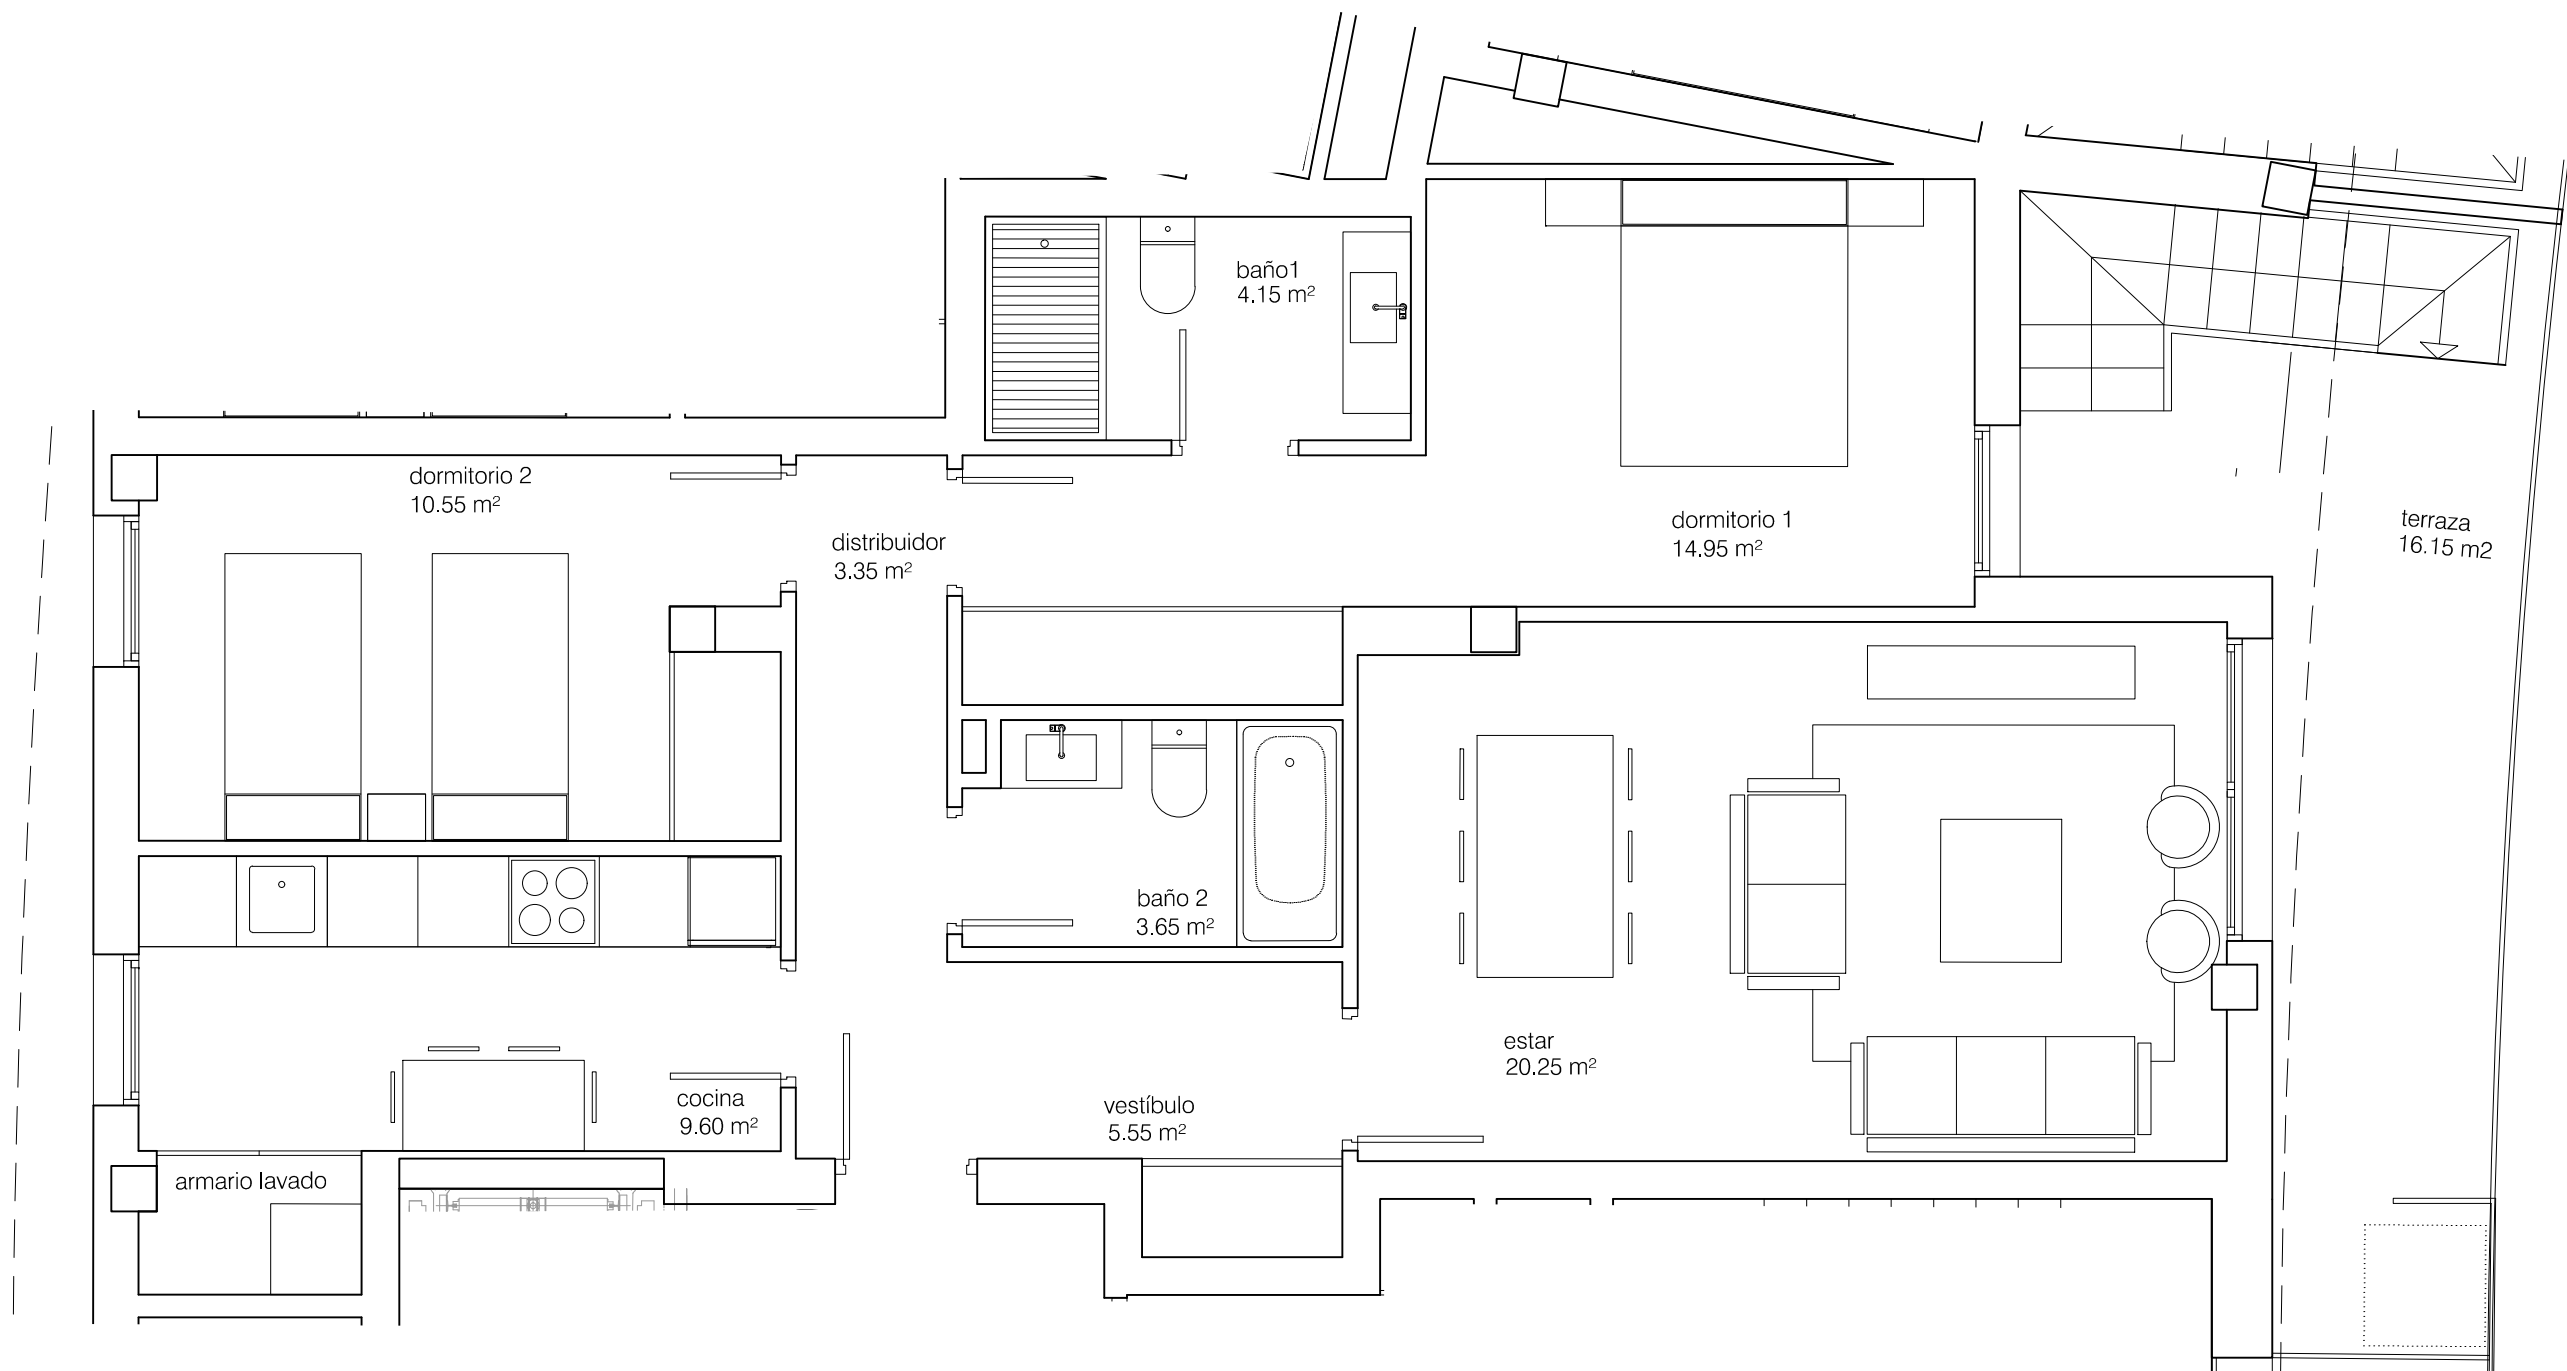 baño1
4.15 m²
dormitorio 2
10.55 m²
distribuidor
3.35 m²
dormitorio 1
14.95 m²
terraza
16.15 m2
baño 2
3.65 m²
estar
20.25 m²
cocina
9.60 m²
vestíbulo
5.55 m²
armario lavado